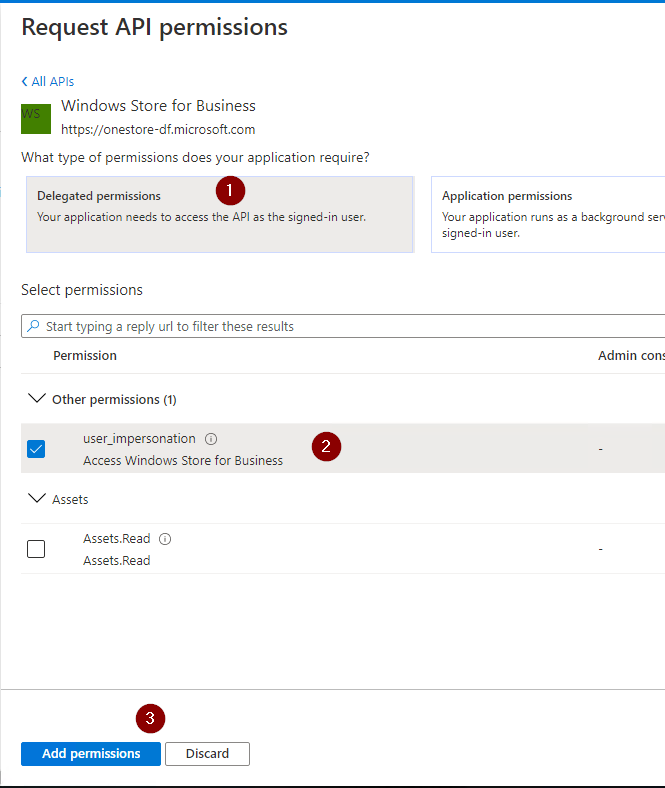 Request API permissions
All APIs
WS
Windows Store for Business
https://onestore-df.microsoft.com
What type of permissions does your application require?
Delegated permissions
1
Your application needs to access the API as the signed-in user.
Application permissions
Your application runs as a background serv
signed-in user.
Select permissions
Start typing a reply url to filter these results
Permission
Admin cons
Other permissions (1)
user_impersonation
Access Windows Store for Business
2
-
Assets
Assets.Read
Assets.Read
-
3
Add permissions
Discard